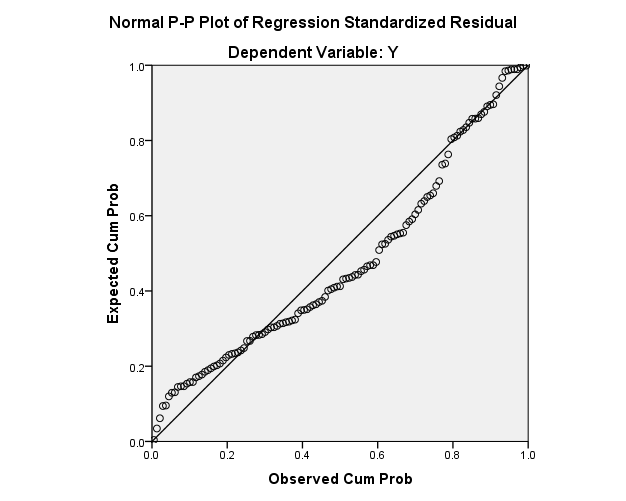 Normal P-P Plot of Regression Standardized Residual
Dependent Variable: Y
Expected Cum Prob
1.0
0.8
0.6
0.4
0.2
0.0
0.0 0.2 0.4 0.6 0.8 1.0
Observed Cum Prob